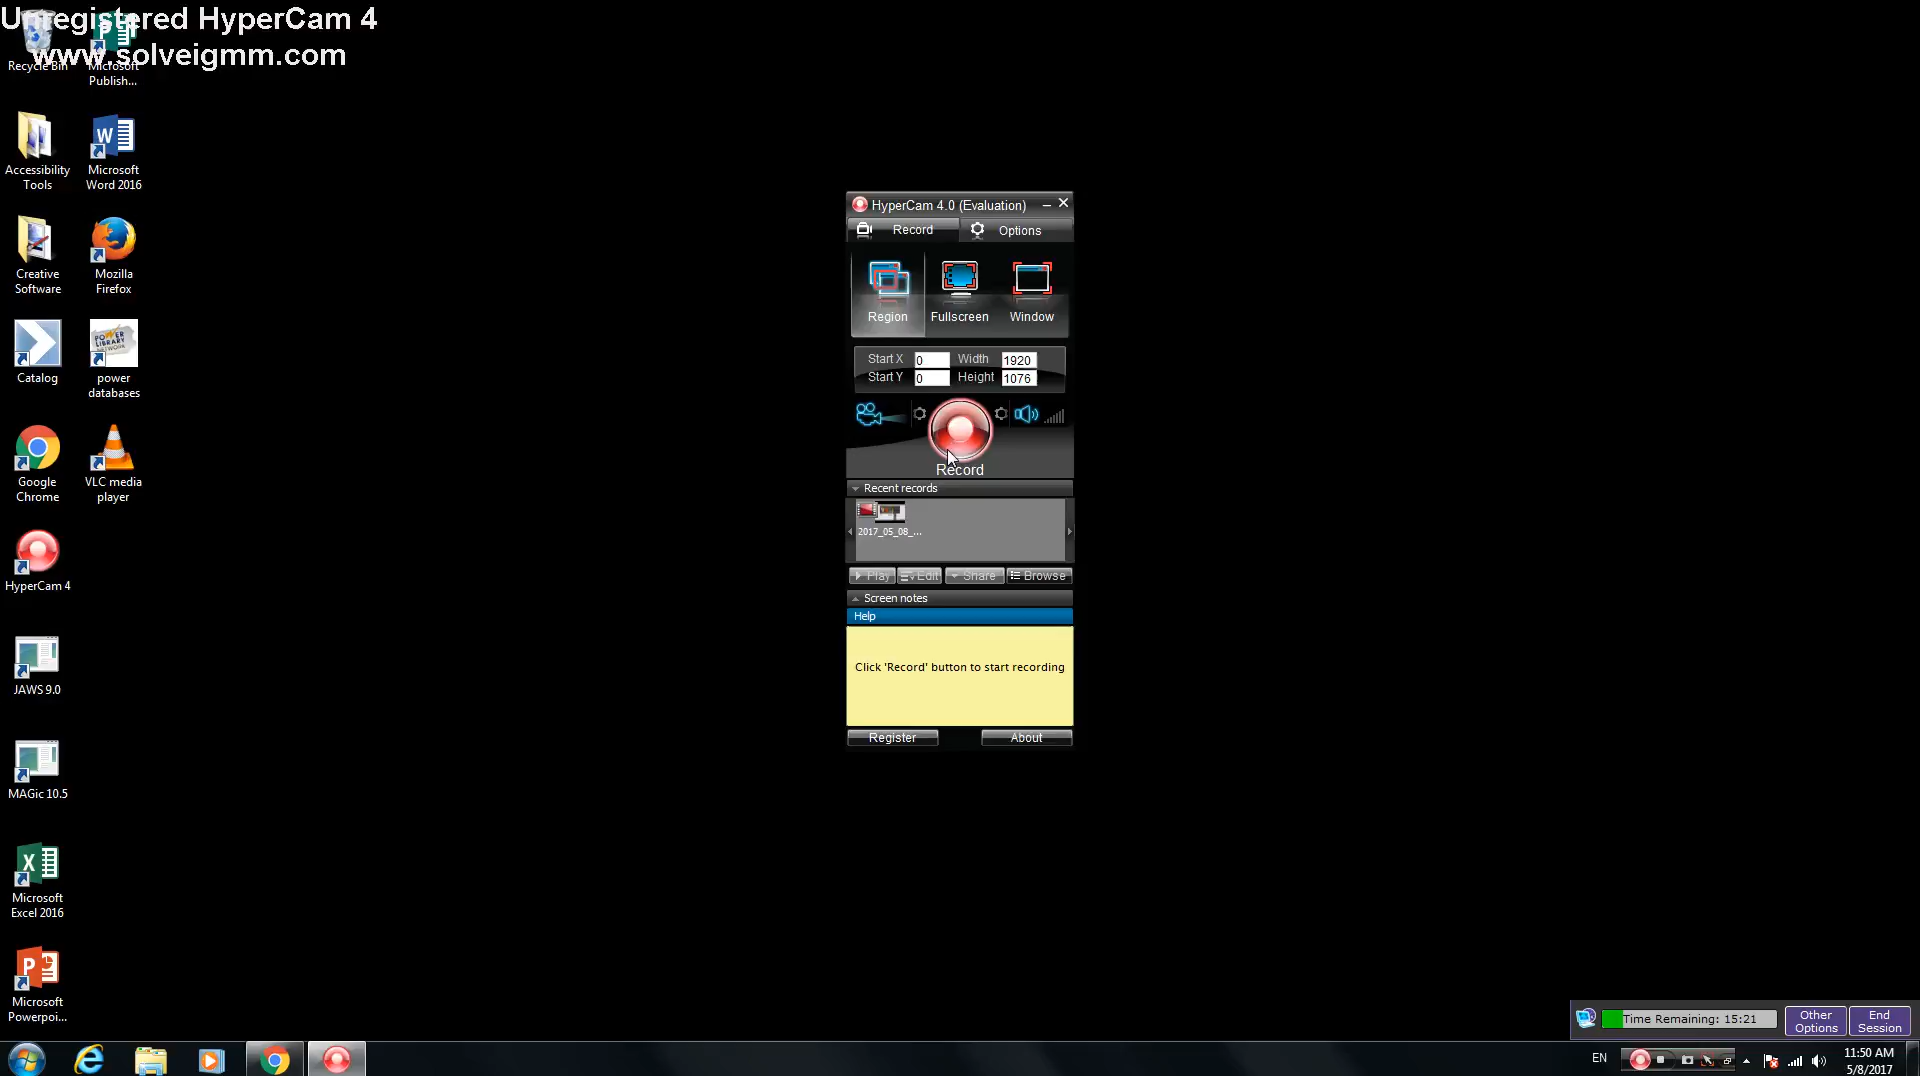 Unregistered HyperCam 4
www.solveigmm.com
Recycle Bin
Microsoft
Publish...
Accessibility
Tools
Microsoft
Word 2016
Creative
Software
Mozilla
Firefox
POWER
LIBRARY
NETWORK
Catalog
power
databases
Google
Chrome
VLC media
player
HyperCam 4
JAWS 9.0
MAGic 10.5
Microsoft
Excel 2016
Microsoft
Powerpoi...
HyperCam 4.0 (Evaluation)
Record
Options
Region
Fullscreen
Window
Start X 0 Width 1920
Start Y 0 Height 1076
Record
Recent records
2017_05_08_...
Play Edit Share Browse
Screen notes
Help
Click 'Record' button to start recording
Register
About
Time Remaining: 15:21
Other
Options
End
Session
EN
11:50 AM
5/8/2017